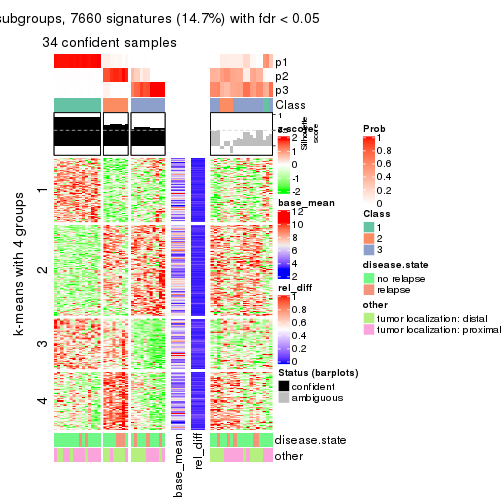 subgroups, 7660 signatures (14.7%) with fdr < 0.05
34 confident samples
p1
p2
p3
Class
1
0.5
0
Silhouette
score
k-means with 4 groups
1
2
3
4
disease.state
other
base_mean
rel_diff
z-score
2
1
0
-1
-2
base_mean
12
10
8
6
4
2
rel_diff
1
0.8
0.6
0.4
0.2
0
Status (barplots)
confident
ambiguous
Prob
1
0.8
0.6
0.4
0.2
0
Class
1
2
3
disease.state
no relapse
relapse
other
tumor localization: distal
tumor localization: proximal